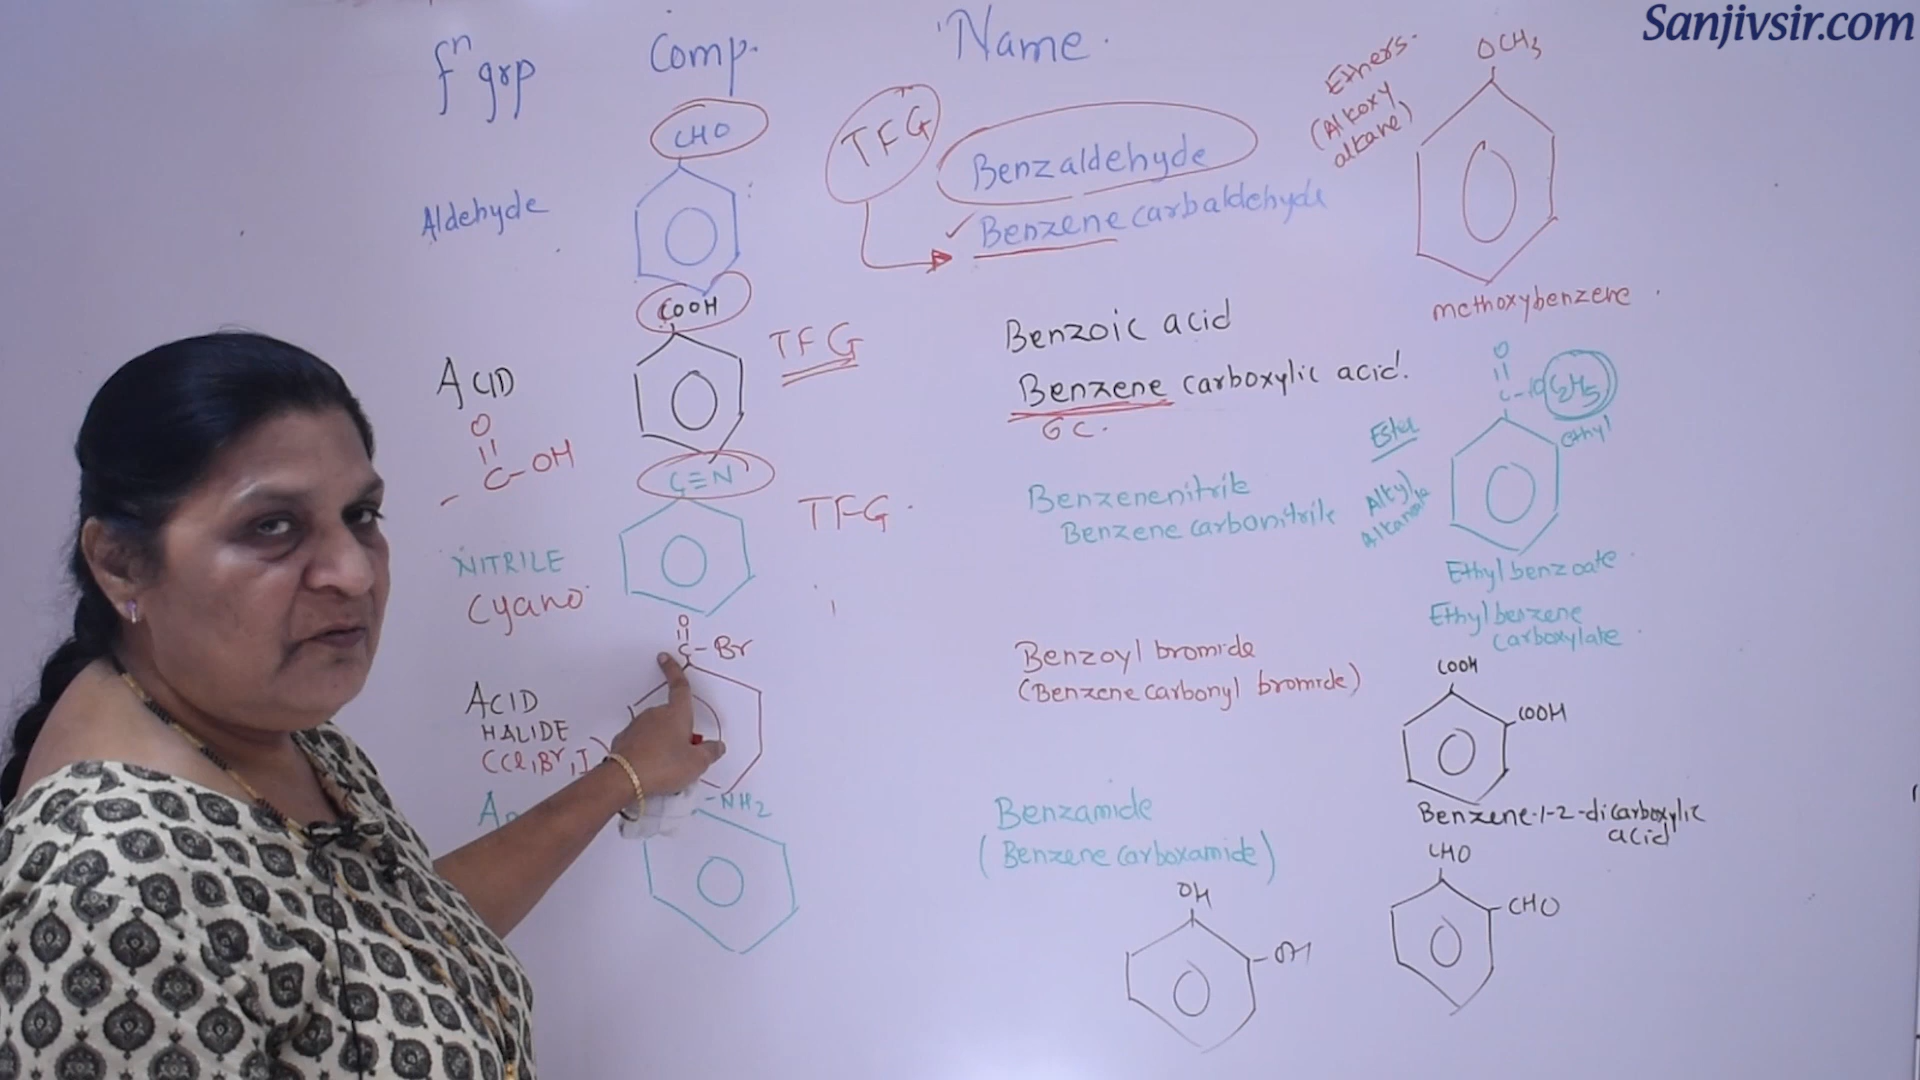 Sanjivsir.com
fn grp
Comp.
Name.
CHO
TFG
Benzaldehyde
Benzene carbaldehyde
Aldehyde
COOH
TFG
Benzoic acid
Benzene carboxylic acid.
GC.
ACID
O
C-OH
C≡N
TFG.
Benzenenitrile
Benzene carbonitrile
NITRILE
Cyano
O
C-Br
Benzoyl bromide
(Benzene carbonyl bromide)
ACID
HALIDE
(Cl, Br, I)
-NH2
Benzamide
(Benzene carboxamide)
OH
-OH
Ethers.
(Alkoxy
alkane)
OCH3
methoxybenzene.
O
C2H5
ethyl
Ester
Alkyl
Ethyl benzoate.
Ethyl benzene
carboxylate.
COOH
-COOH
Benzene-1-2-dicarboxylic
acid
CHO
-CHO